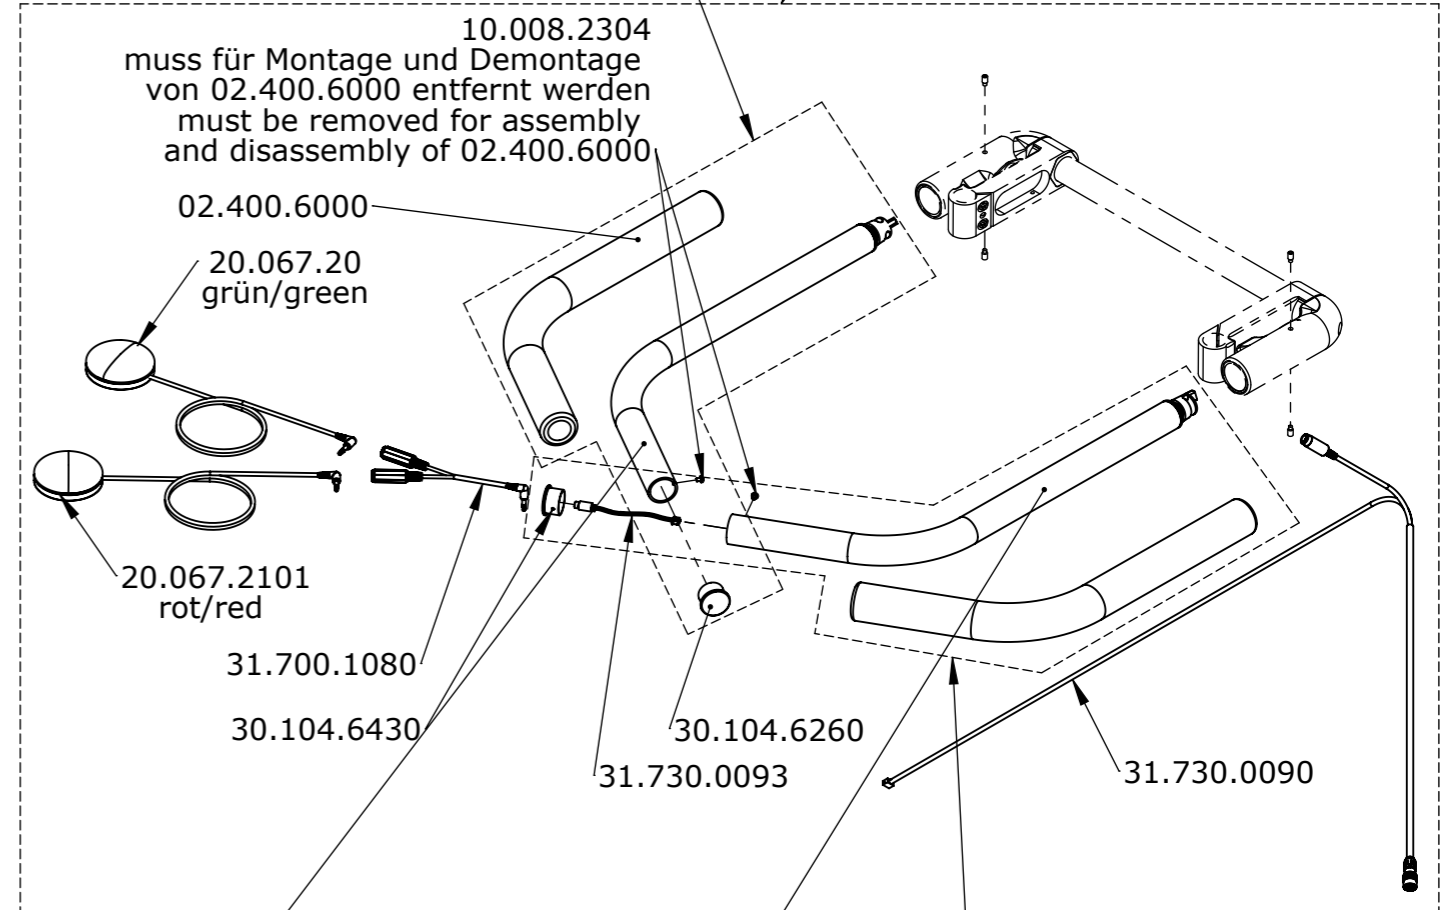 10.008.2304
muss für Montage und Demontage
von 02.400.6000 entfernt werden
must be removed for assembly
and disassembly of 02.400.6000
02.400.6000
20.067.20
grün/green
20.067.2101
rot/red
31.700.1080
30.104.6430
30.104.6260
31.730.0093
31.730.0090